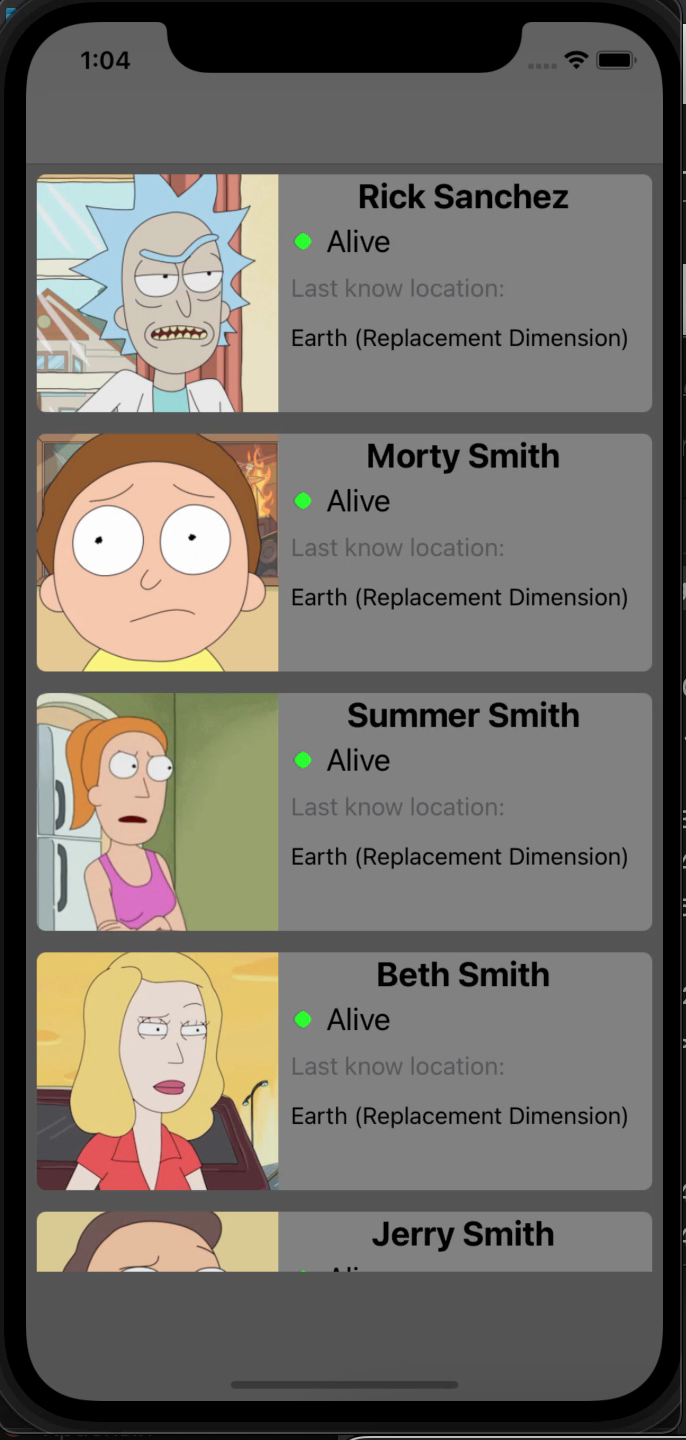 1:04
Rick Sanchez
Alive
Last know location:
Earth (Replacement Dimension)
Morty Smith
Alive
Last know location:
Earth (Replacement Dimension)
Summer Smith
Alive
Last know location:
Earth (Replacement Dimension)
Beth Smith
Alive
Last know location:
Earth (Replacement Dimension)
Jerry Smith